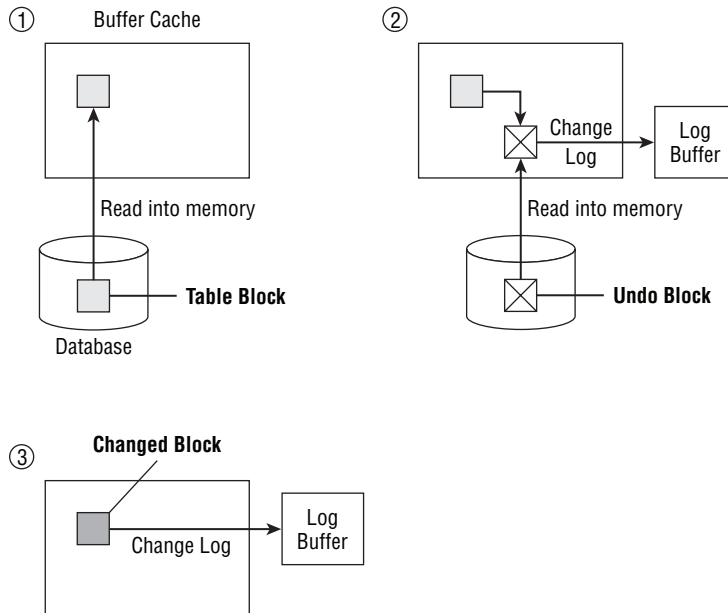 ① Buffer Cache
Read into memory
Table Block
Database
②
Change
Log
Log
Buffer
Read into memory
Undo Block
③
Changed Block
Change Log
Log
Buffer